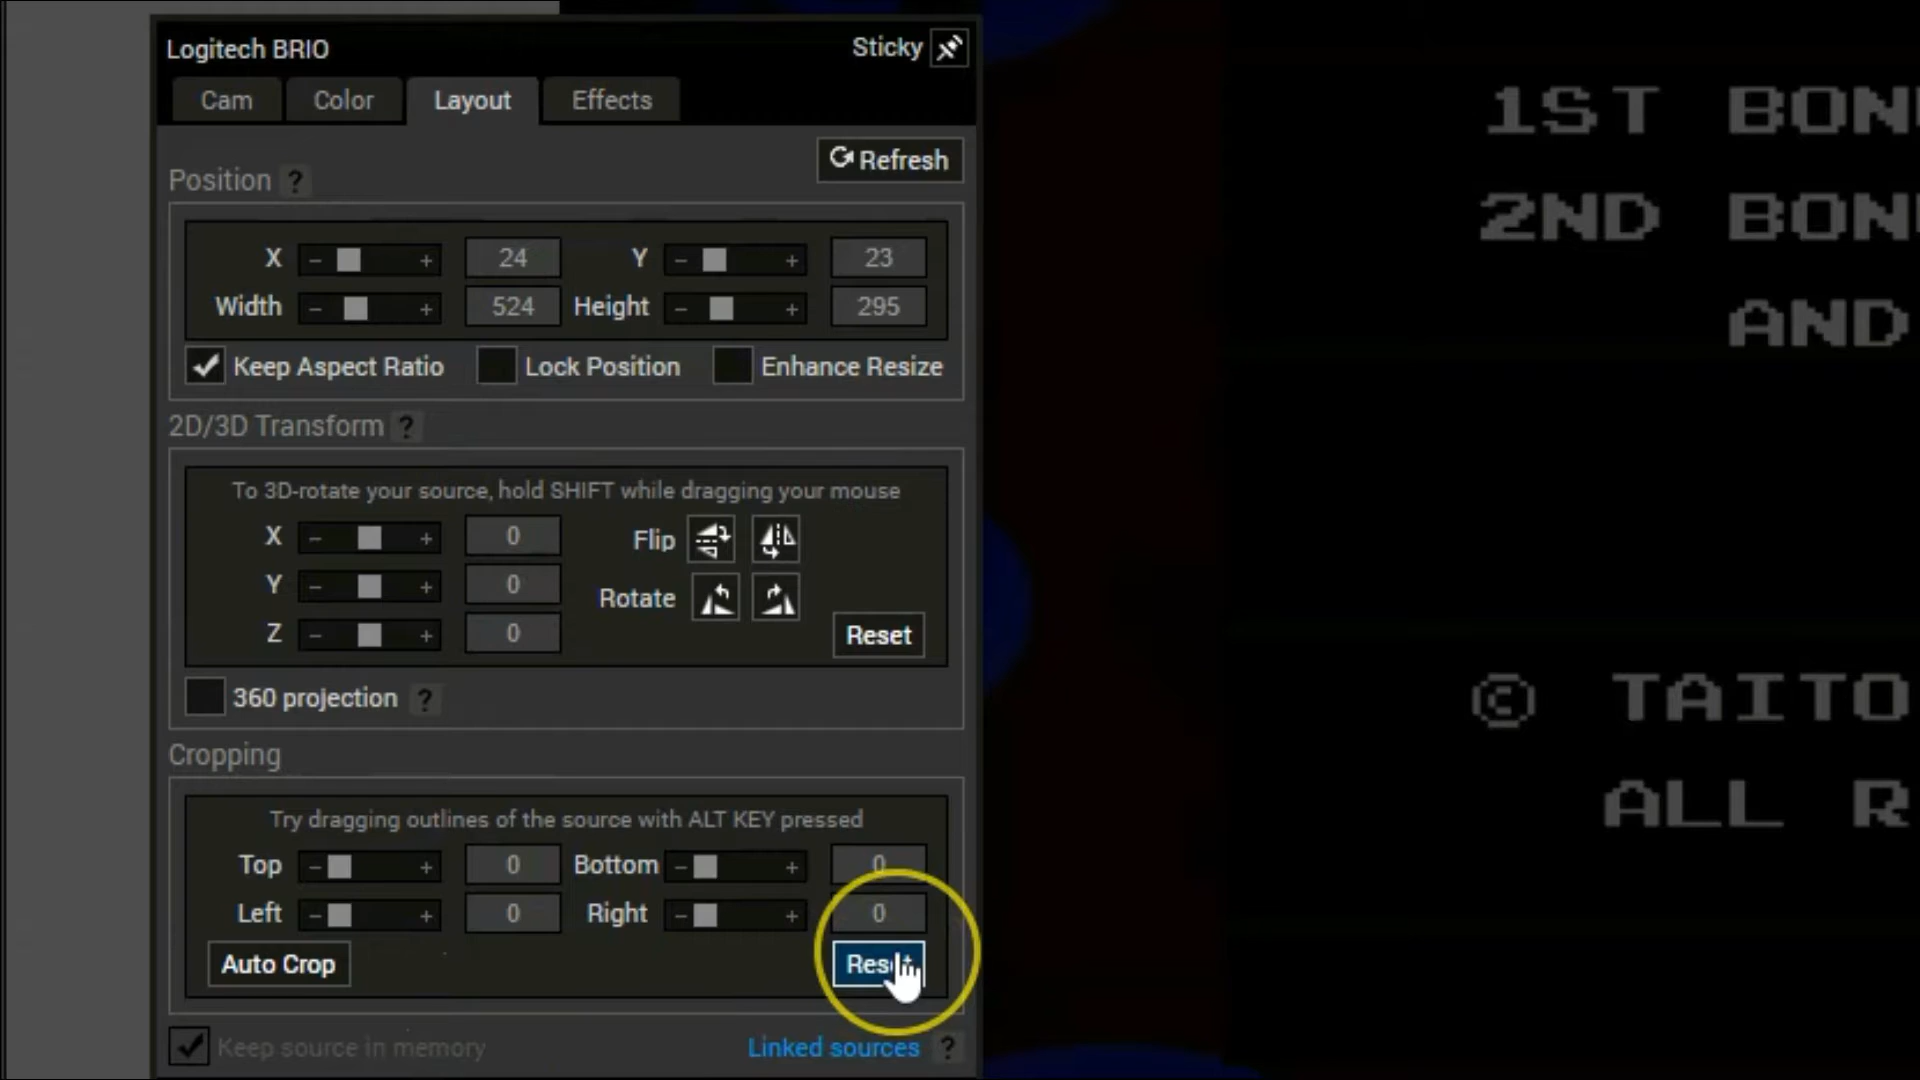 Logitech BRIO
Sticky
Cam Color Layout Effects
Refresh
Position ?
X - + 24 Y - + 23
Width - + 524 Height - + 295
Keep Aspect Ratio Lock Position Enhance Resize
2D/3D Transform ?
To 3D-rotate your source, hold SHIFT while dragging your mouse
X - + 0 Flip
Y - + 0 Rotate
Z - + 0 Reset
360 projection ?
Cropping
Try dragging outlines of the source with ALT KEY pressed
Top - + 0 Bottom - + 0
Left - + 0 Right - + 0
Auto Crop Reset
Keep source in memory Linked sources ?
1ST BON
2ND BON
AND
© TAITO
ALL R